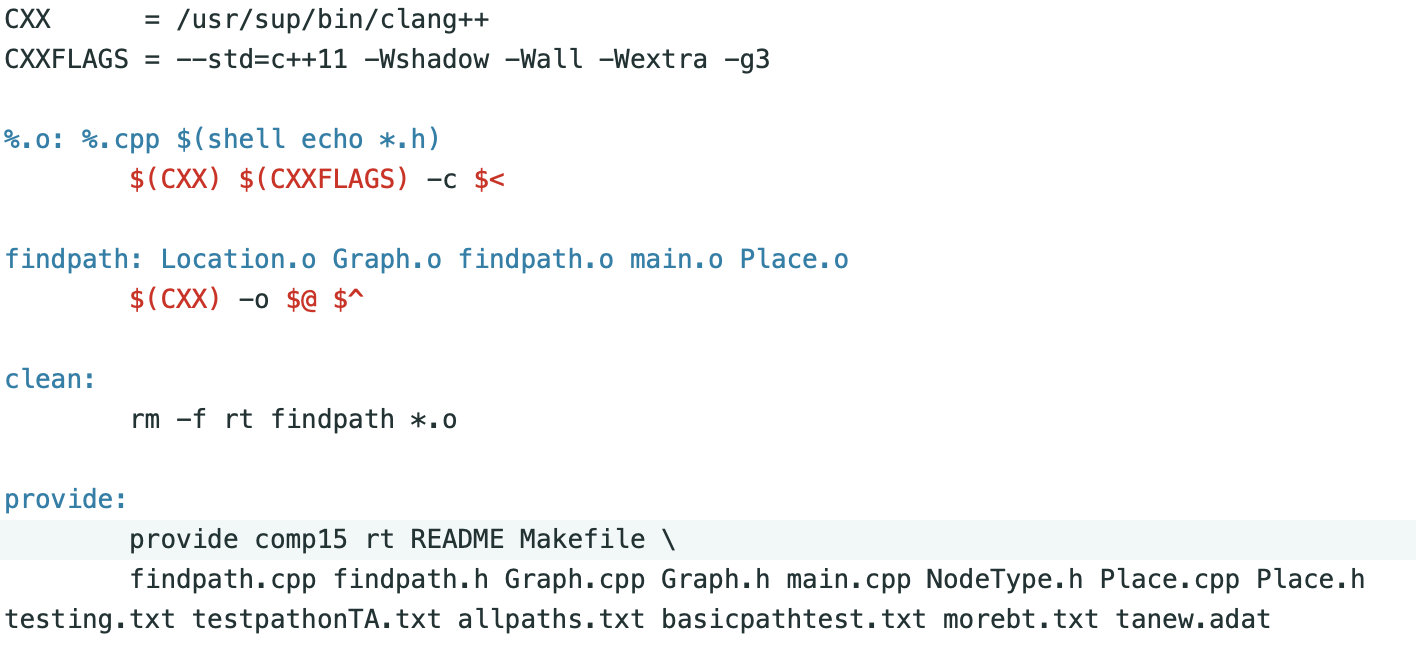 CXX      = /usr/sup/bin/clang++
CXXFLAGS = --std=c++11 -Wshadow -Wall -Wextra -g3
%.o: %.cpp $(shell echo *.h)
        $(CXX) $(CXXFLAGS) -c $<
findpath: Location.o Graph.o findpath.o main.o Place.o
        $(CXX) -o $@ $^
clean:
        rm -f rt findpath *.o
provide:
        provide comp15 rt README Makefile \
        findpath.cpp findpath.h Graph.cpp Graph.h main.cpp NodeType.h Place.cpp Place.h
testing.txt testpathonTA.txt allpaths.txt basicpathtest.txt morebt.txt tanew.adat